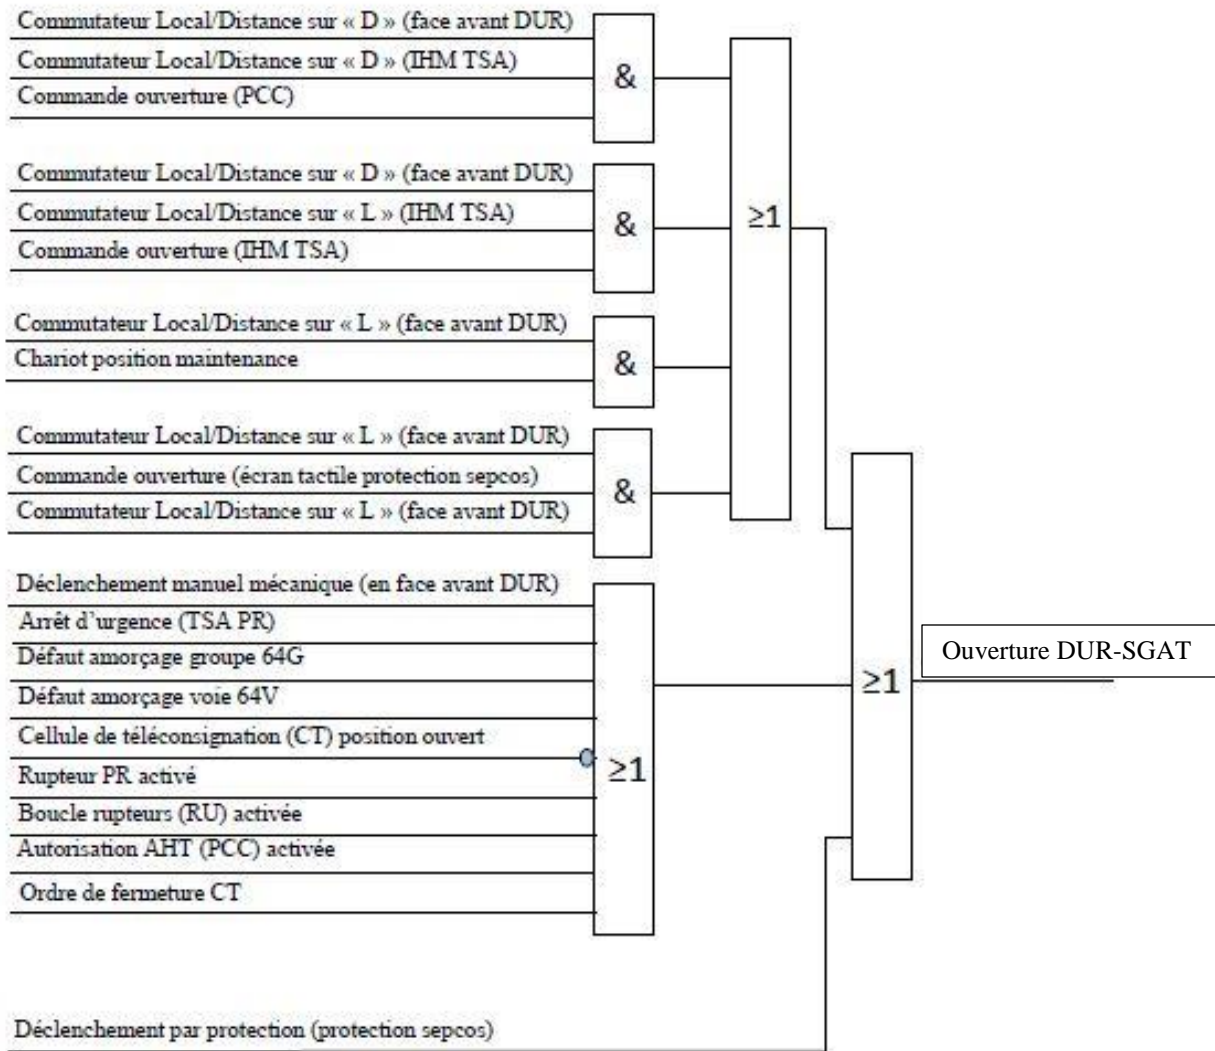 Commutateur Local/Distance sur « D » (face avant DUR)
Commutateur Local/Distance sur « D » (IHM TSA)
Commande ouverture (PCC)
&
Commutateur Local/Distance sur « D » (face avant DUR)
Commutateur Local/Distance sur « L » (IHM TSA)
Commande ouverture (IHM TSA)
&
≥1
Commutateur Local/Distance sur « L » (face avant DUR)
Chariot position maintenance
&
Commutateur Local/Distance sur « L » (face avant DUR)
Commande ouverture (écran tactile protection sepcos)
Commutateur Local/Distance sur « L » (face avant DUR)
&
Déclenchement manuel mécanique (en face avant DUR)
Arrêt d’urgence (TSA PR)
Défaut amorçage groupe 64G
Défaut amorçage voie 64V
Cellule de téléconsignation (CT) position ouvert
Rupteur PR activé
Boucle rupteurs (RU) activée
Autorisation AHT (PCC) activée
Ordre de fermeture CT
≥1
≥1
Ouverture DUR-SGAT
Déclenchement par protection (protection sepcos)